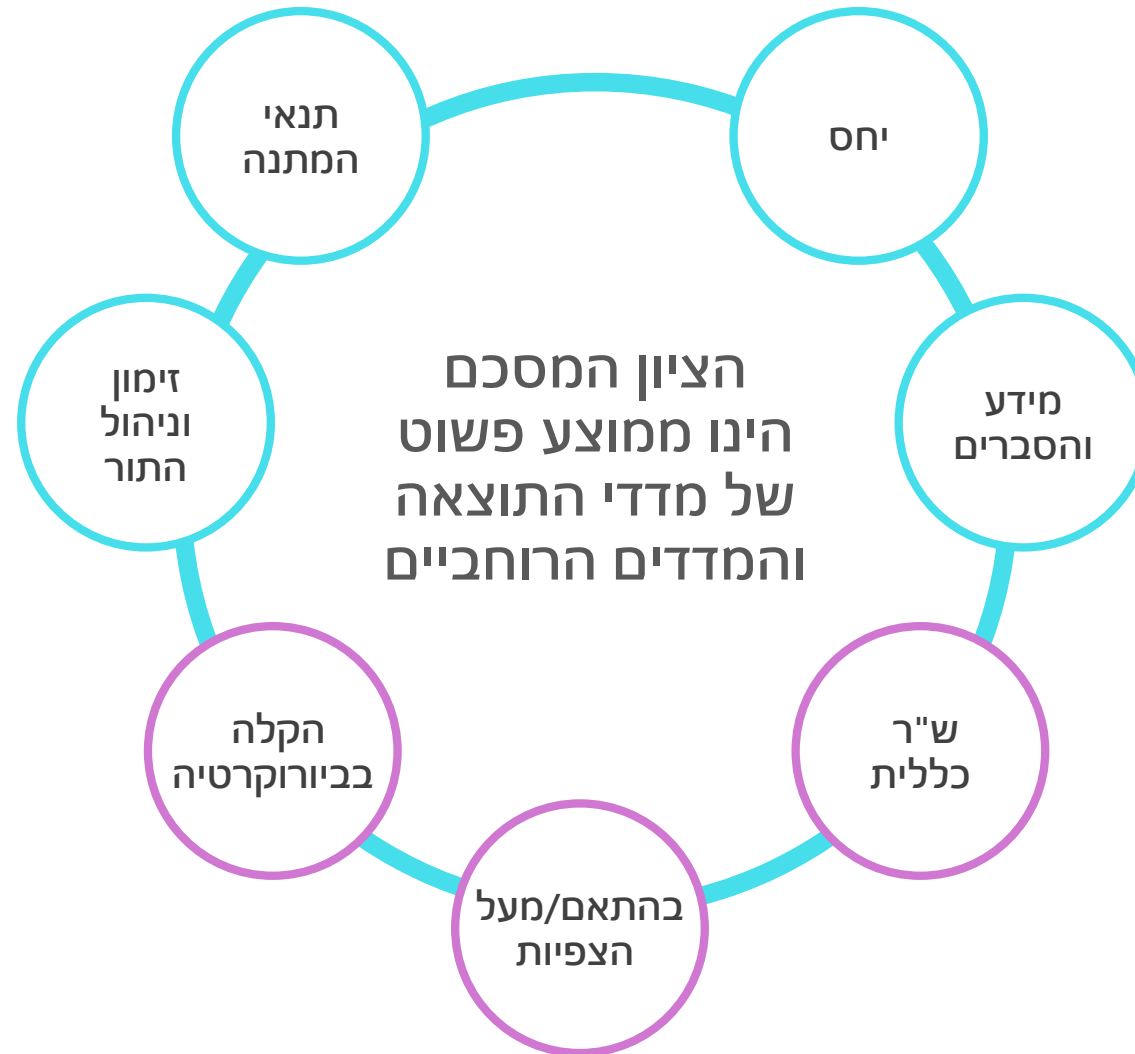 הציון המסכם
הינו ממוצע פשוט
של מדדי התוצאה
והמדדים הרוחביים
יחס
מידע
והסברים
ש"ר
כללית
בהתאם/מעל
הצפיות
הקלה
בביורוקרטיה
זימון
וניהול
התור
תנאי
המתנה